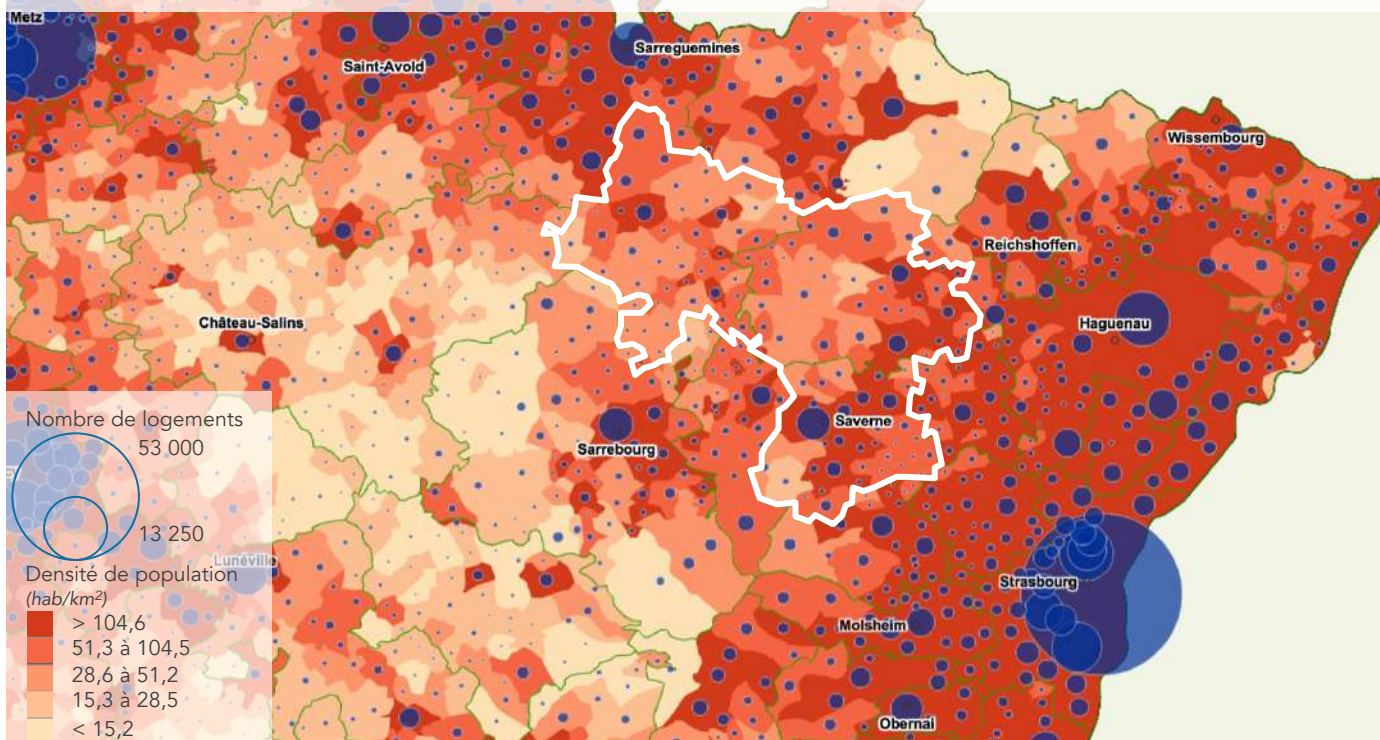 Metz
Sarreguemines
Saint-Avold
Wissembourg
Reichshoffen
Château-Salins
Haguenau
Saverne
Sarrebourg
Strasbourg
Molsheim
Obernai
Lunéville
Nombre de logements
53 000
13 250
Densité de population
(hab/km²)
> 104,6
51,3 à 104,5
28,6 à 51,2
15,3 à 28,5
< 15,2